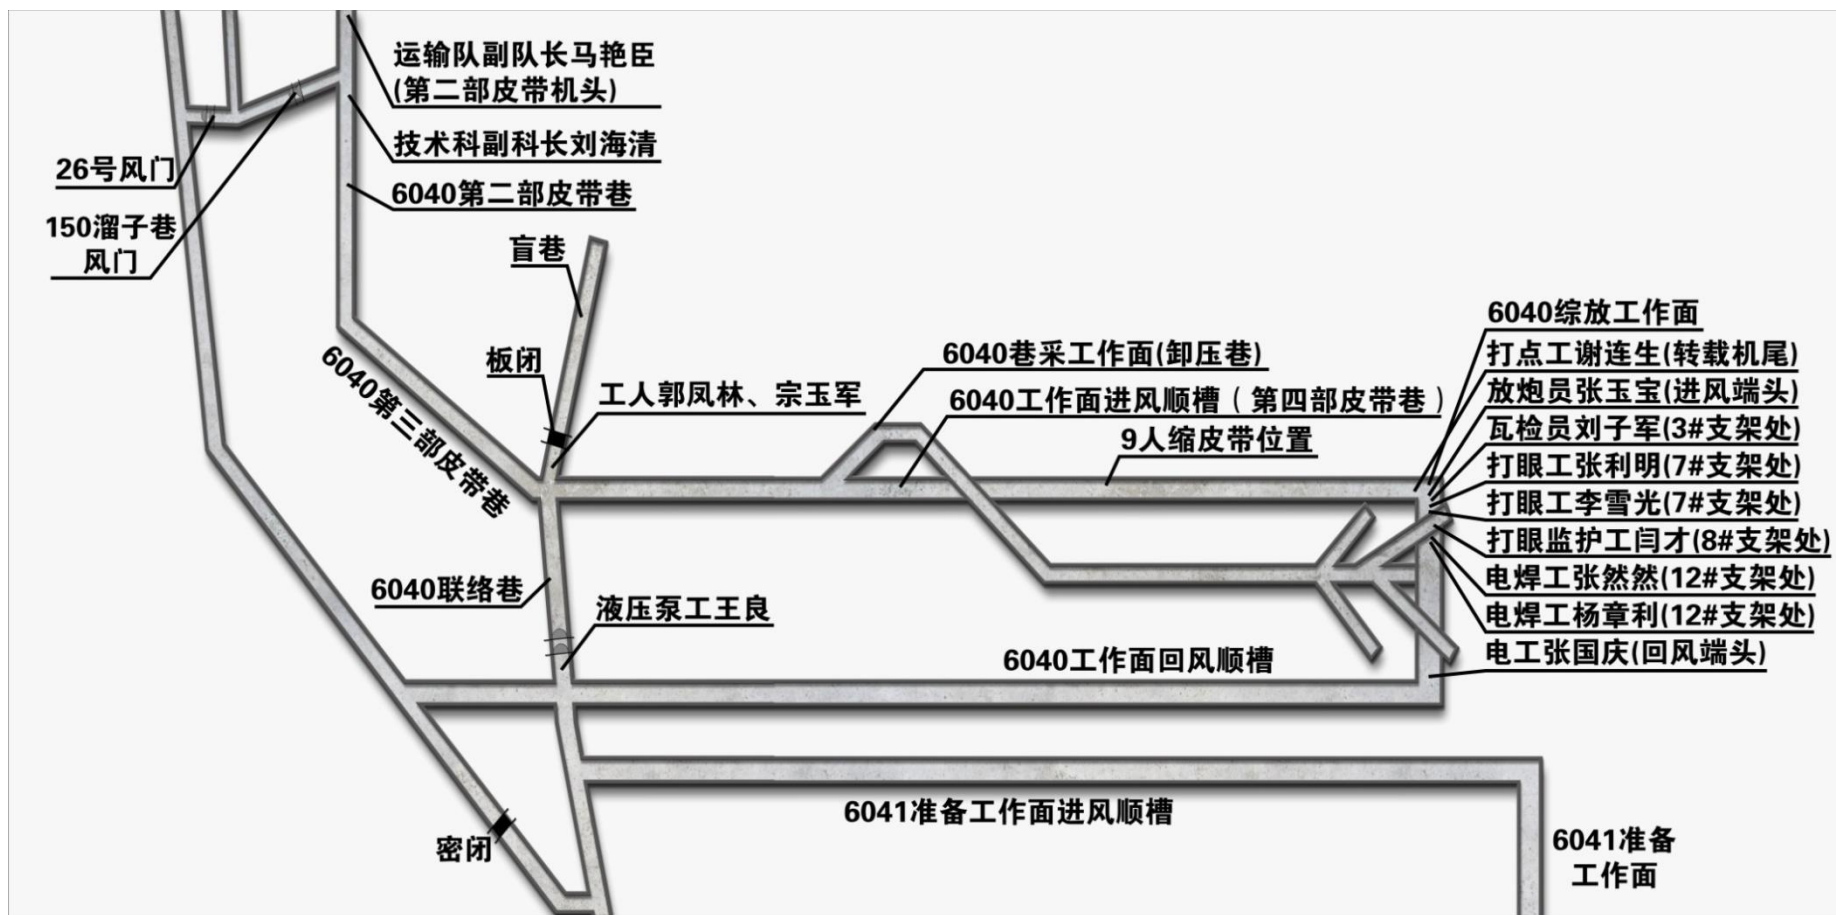 运输队副队长马艳臣
(第二部皮带机头)
技术科副科长刘海清
26号风门
6040第二部皮带巷
150溜子巷
风门
盲巷
6040综放工作面
板闭
6040巷采工作面(卸压巷)
打点工谢连生(转载机尾)
6040第三部皮带巷
工人郭凤林、宗玉军
6040工作面进风顺槽(第四部皮带巷)
放炮员张玉宝(进风端头)
9人缩皮带位置
瓦检员刘子军(3#支架处)
打眼工张利明(7#支架处)
打眼工李雪光(7#支架处)
打眼监护工闫才(8#支架处)
6040联络巷
液压泵工王良
电焊工张然然(12#支架处)
电焊工杨章利(12#支架处)
6040工作面回风顺槽
电工张国庆(回风端头)
6041准备工作面进风顺槽
密闭
6041准备
工作面